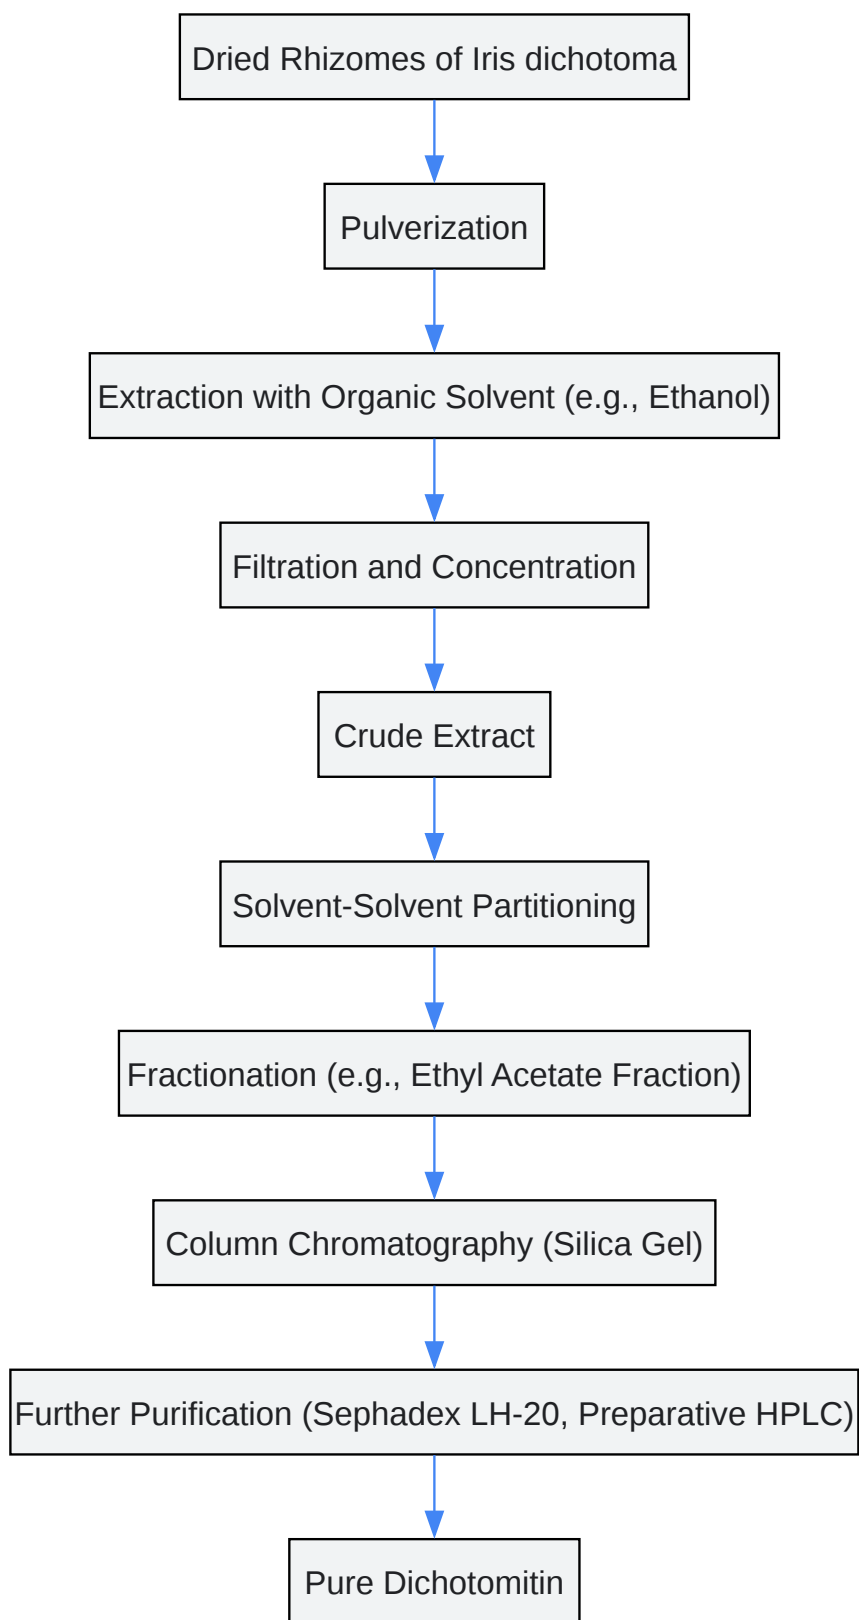 Dried Rhizomes of Iris dichotoma
Pulverization
Extraction with Organic Solvent (e.g., Ethanol)
Filtration and Concentration
Crude Extract
Solvent-Solvent Partitioning
Fractionation (e.g., Ethyl Acetate Fraction)
Column Chromatography (Silica Gel)
Further Purification (Sephadex LH-20, Preparative HPLC)
Pure Dichotomitin